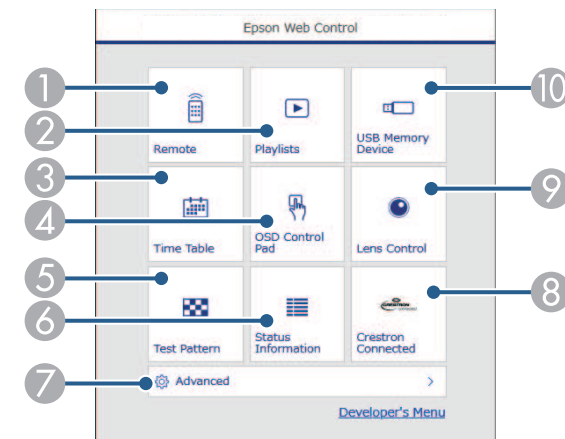 Epson Web Control
1
2
3
4
5
6
7
8
9
10
Remote
Playlists
USB Memory
Device
Time Table
OSD Control
Pad
Lens Control
Test Pattern
Status
Information
CRESTRON
Crestron
Connected
Advanced
Developer's Menu